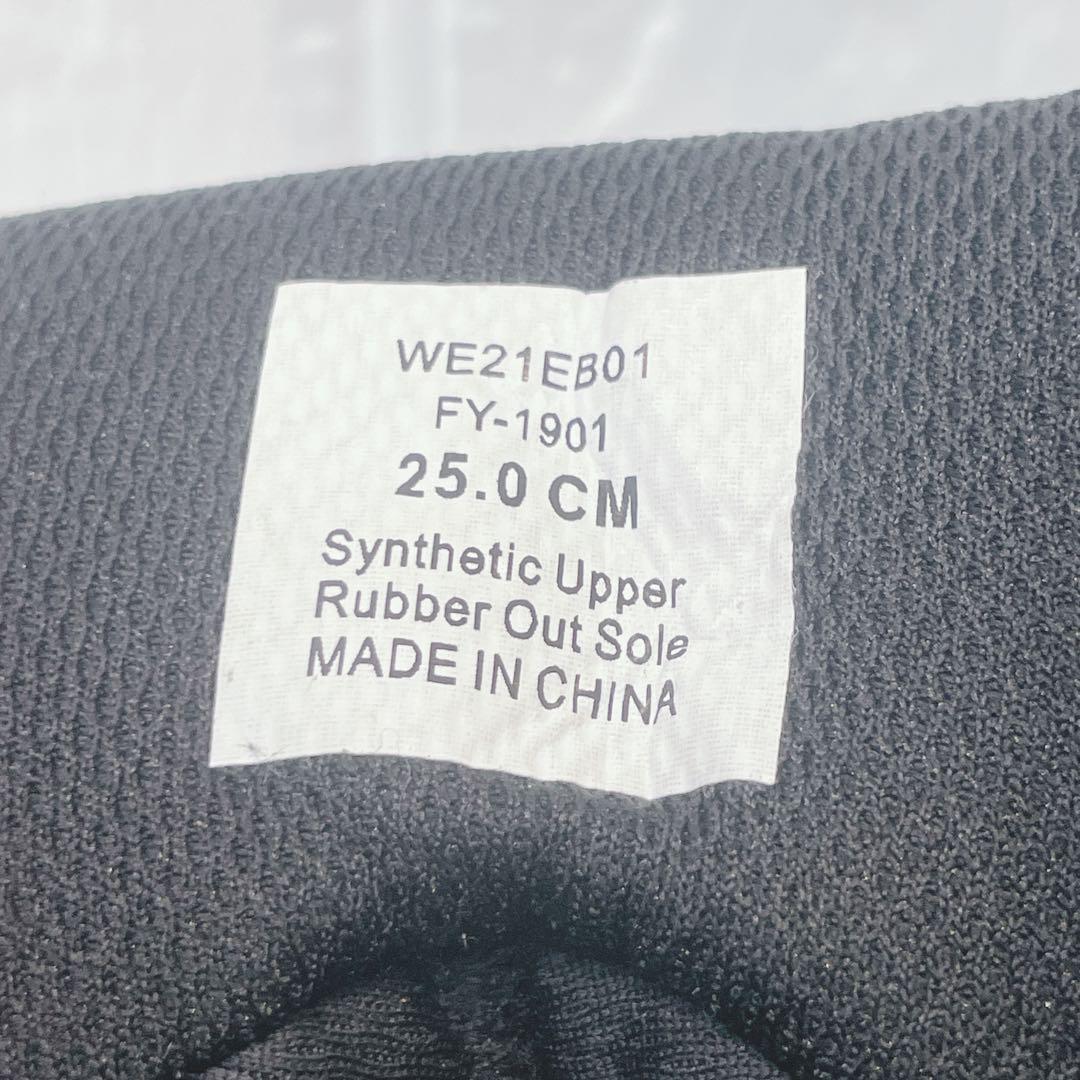 WE21EB01
FY-1901
25.0 CM
Synthetic Upper
Rubber Out Sole
MADE IN CHINA